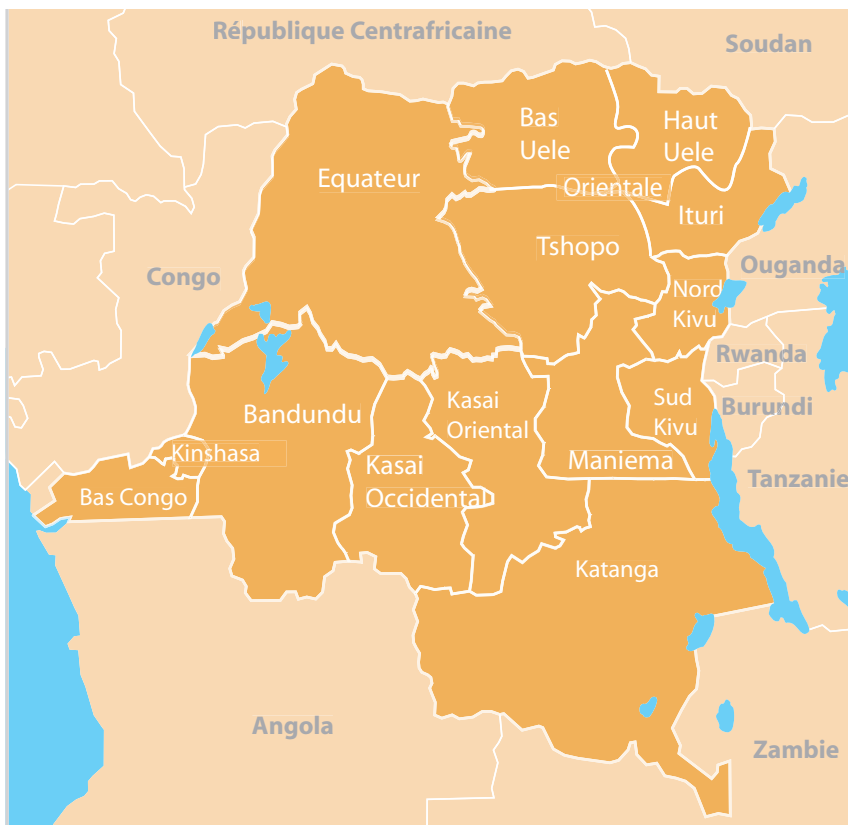 République Centrafricaine
Soudan
Bas
Uele
Haut
Uele
Equateur
Orientale
Ituri
Tshopo
Ouganda
Congo
Nord
Kivu
Rwanda
Sud
Kivu
Burundi
Kasai
Oriental
Bandundu
Kinshasa
Maniema
Kasai
Occidental
Tanzanie
Bas Congo
Katanga
Angola
Zambie